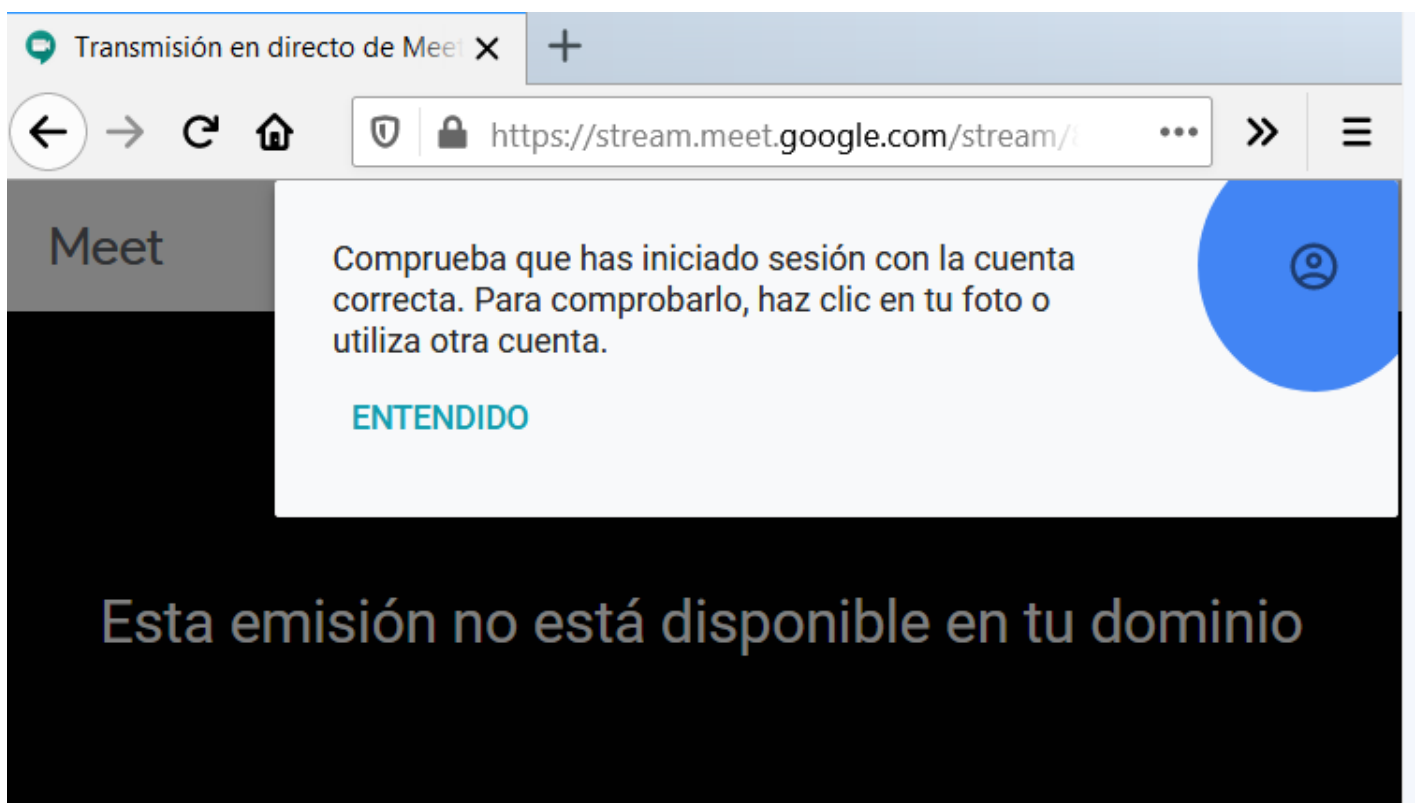 Transmisión en directo de Meet
https://stream.meet.google.com/stream/
Meet
Comprueba que has iniciado sesión con la cuenta
correcta. Para comprobarlo, haz clic en tu foto o
utiliza otra cuenta.
ENTENDIDO
Esta emisión no está disponible en tu dominio